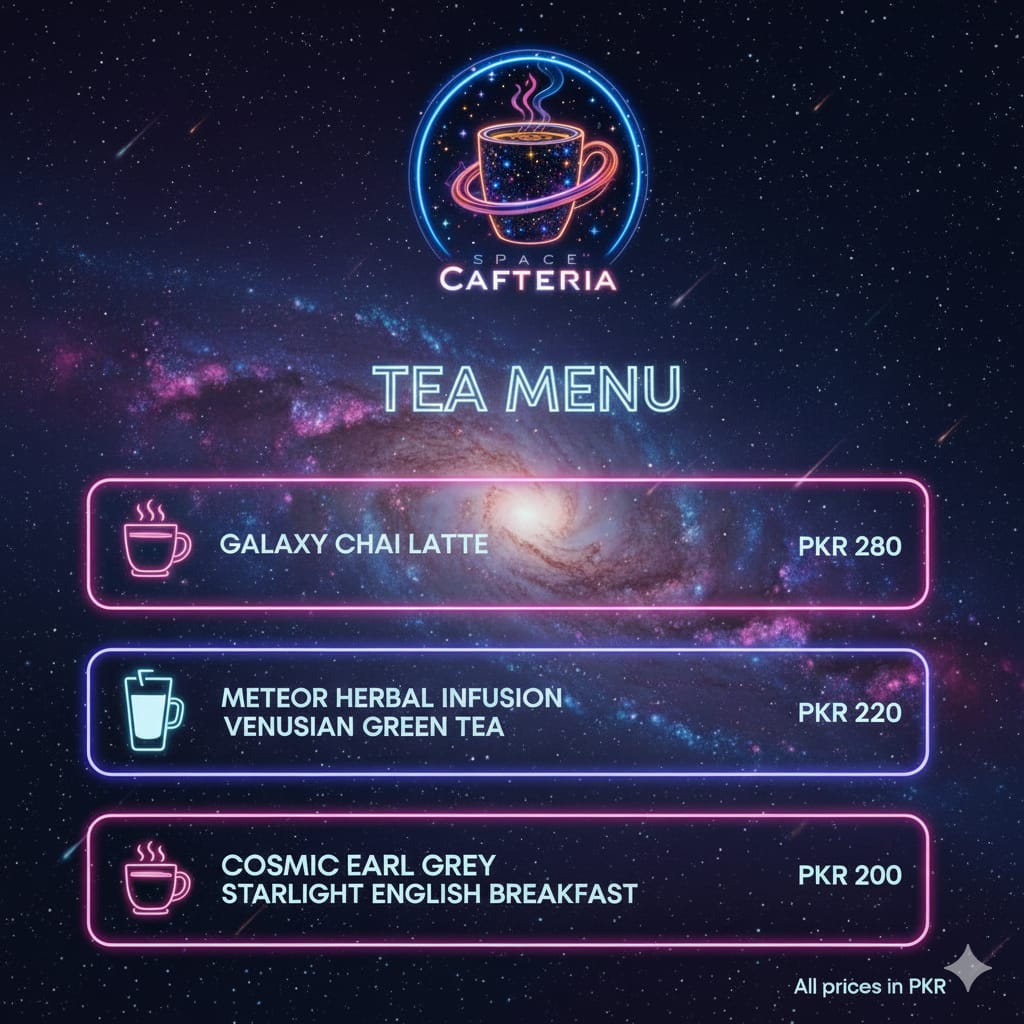 SPACE
CAFTERIA
TEA MENU
GALAXY CHAI LATTE
PKR 280
METEOR HERBAL INFUSION
VENUSIAN GREEN TEA
PKR 220
COSMIC EARL GREY
STARLIGHT ENGLISH BREAKFAST
PKR 200
All prices in PKR